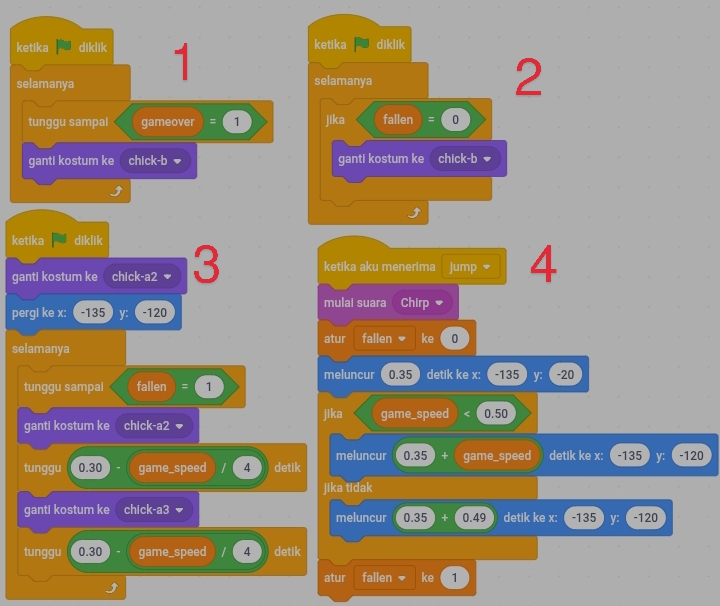 1
ketika diklik
selamanya
tunggu sampai gameover = 1
ganti kostum ke chick-b
2
ketika diklik
selamanya
jika fallen = 0
ganti kostum ke chick-b
3
ketika diklik
ganti kostum ke chick-a2
pergi ke x: -135 y: -120
selamanya
tunggu sampai fallen = 1
ganti kostum ke chick-a2
tunggu 0.30 - game_speed / 4 detik
ganti kostum ke chick-a3
tunggu 0.30 - game_speed / 4 detik
4
ketika aku menerima jump
mulai suara Chirp
atur fallen ke 0
meluncur 0.35 detik ke x: -135 y: -20
jika game_speed < 0.50
meluncur 0.35 + game_speed detik ke x: -135 y: -120
jika tidak
meluncur 0.35 + 0.49 detik ke x: -135 y: -120
atur fallen ke 1